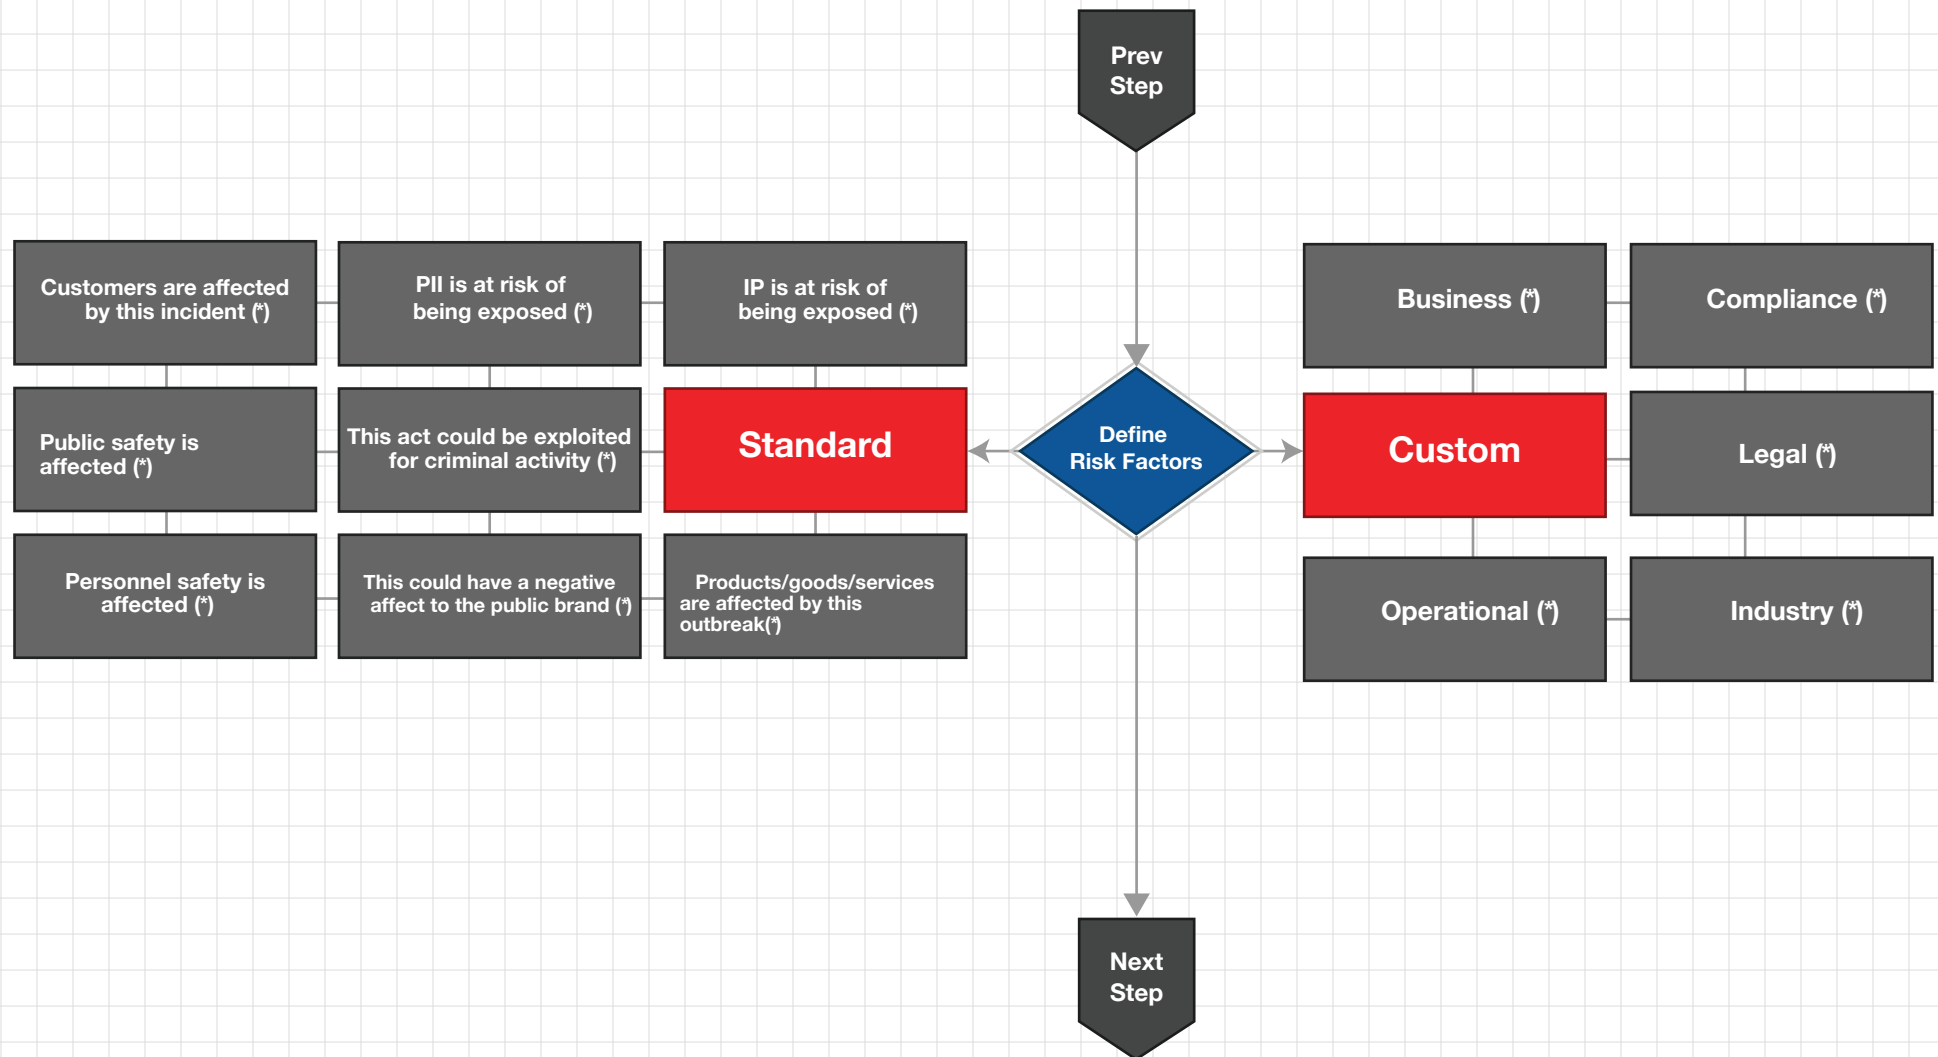 Prev
Step
Customers are affected
by this incident (*)
PII is at risk of
being exposed (*)
IP is at risk of
being exposed (*)
Business (*)
Compliance (*)
Public safety is
affected (*)
This act could be exploited
for criminal activity (*)
Standard
Define
Risk Factors
Custom
Legal (*)
Personnel safety is
affected (*)
This could have a negative
affect to the public brand (*)
Products/goods/services
are affected by this
outbreak(*)
Operational (*)
Industry (*)
Next
Step